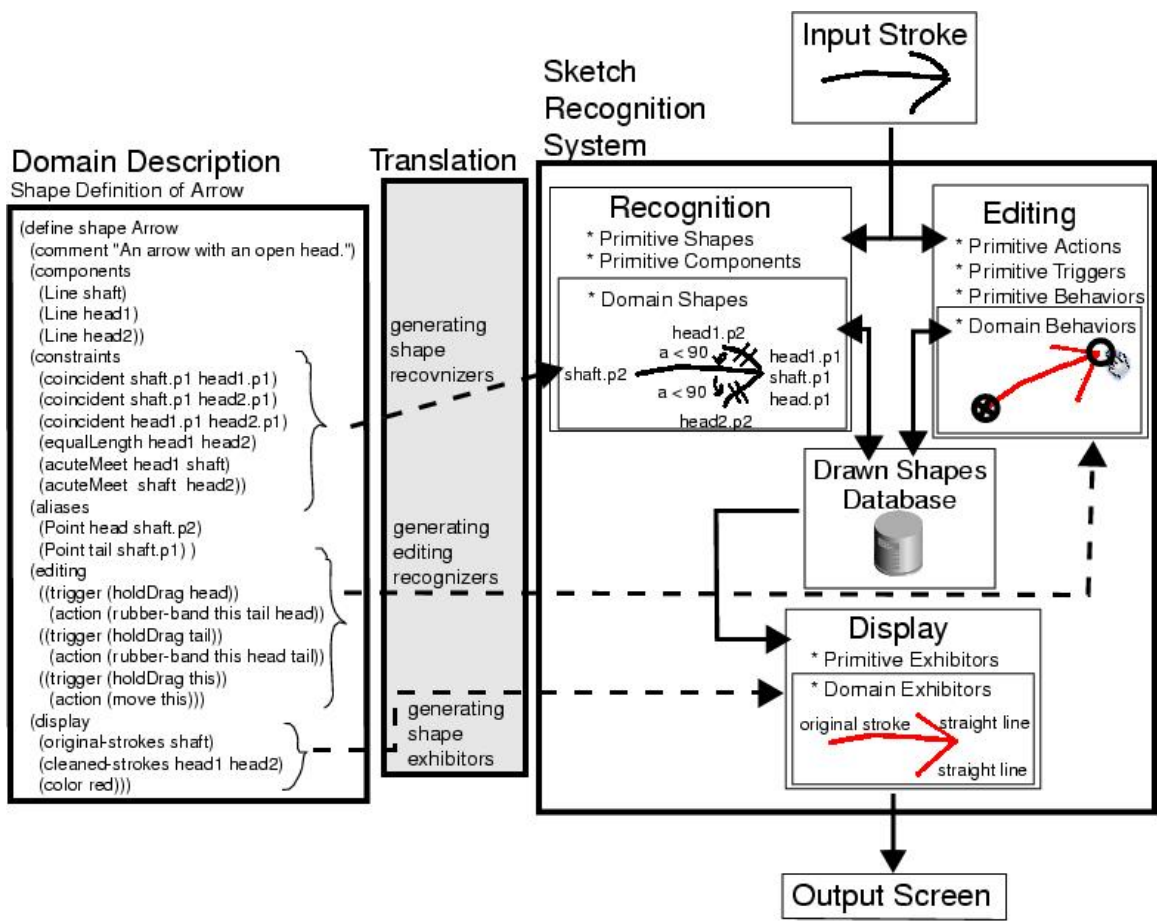 Input Stroke
Sketch
Recognition
System
Domain Description
Shape Definition of Arrow
(define shape Arrow
(comment "An arrow with an open head.")
(components
(Line shaft)
(Line head1)
(Line head2))
(constraints
(coincident shaft.p1 head1.p1)
(coincident shaft.p1 head2.p1)
(coincident head1.p1 head2.p1)
(equalLength head1 head2)
(acuteMeet head1 shaft)
(acuteMeet shaft head2))
(aliases
(Point head shaft.p2)
(Point tail shaft.p1) )
(editing
((trigger (holdDrag head))
(action (rubber-band this tail head))
((trigger (holdDrag tail))
(action (rubber-band this head tail))
((trigger (holdDrag this))
(action (move this)))
(display
(original-strokes shaft)
(cleaned-strokes head1 head2)
(color red)))
Translation
generating
shape
recovnizers
generating
editing
recognizers
generating
shape
exhibitors
Recognition
* Primitive Shapes
* Primitive Components
* Domain Shapes
head1.p2
a < 90
shaft.p2
a < 90
head2.p2
head1.p1
shaft.p1
head.p1
Editing
* Primitive Actions
* Primitive Triggers
* Primitive Behaviors
* Domain Behaviors
Drawn Shapes
Database
Display
* Primitive Exhibitors
* Domain Exhibitors
original stroke
straight line
straight line
Output Screen